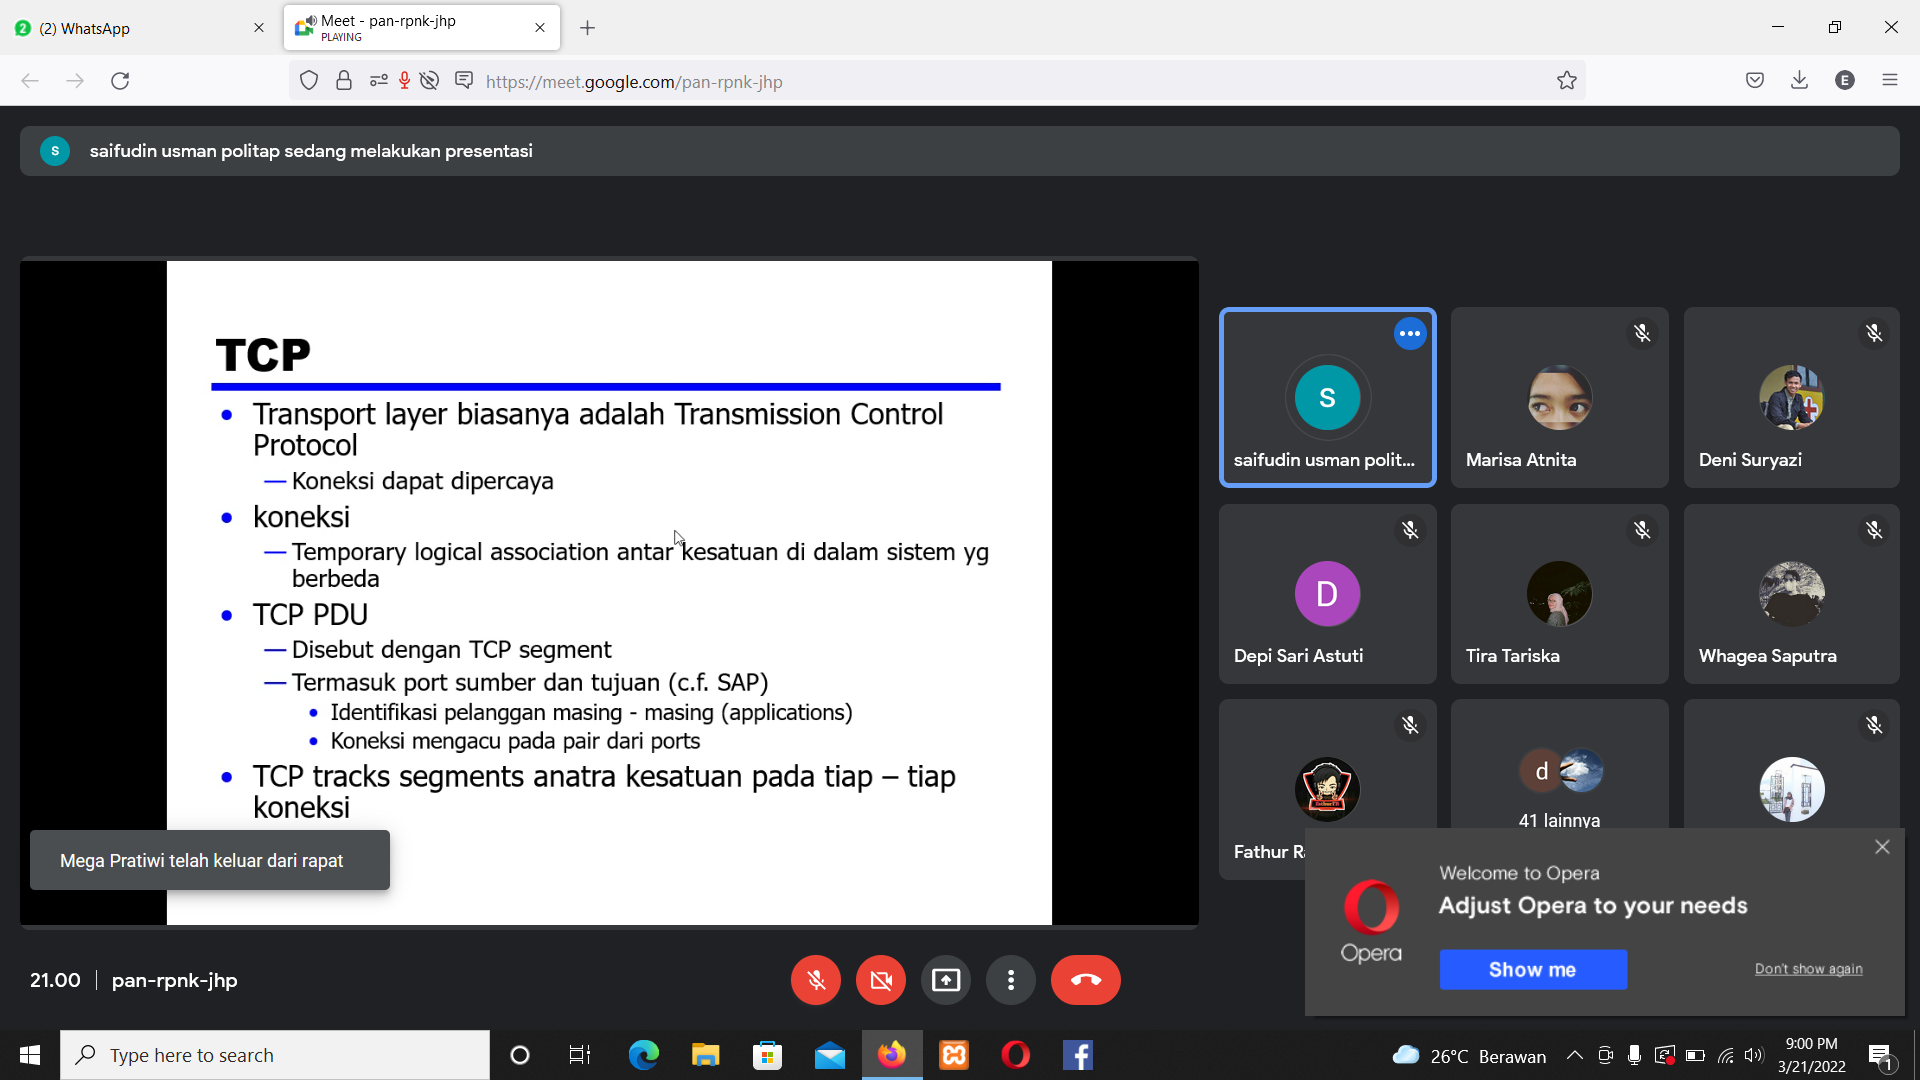 2 (2) WhatsApp
Meet - pan-rpnk-jhp
PLAYING
https://meet.google.com/pan-rpnk-jhp
E
S saifudin usman politap sedang melakukan presentasi
TCP
• Transport layer biasanya adalah Transmission Control
Protocol
— Koneksi dapat dipercaya
• koneksi
— Temporary logical association antar kesatuan di dalam sistem yg
berbeda
• TCP PDU
— Disebut dengan TCP segment
— Termasuk port sumber dan tujuan (c.f. SAP)
• Identifikasi pelanggan masing - masing (applications)
• Koneksi mengacu pada pair dari ports
• TCP tracks segments anatra kesatuan pada tiap – tiap
koneksi
Mega Pratiwi telah keluar dari rapat
S
saifudin usman polit...
Marisa Atnita
Deni Suryazi
D
Depi Sari Astuti
Tira Tariska
Whagea Saputra
Fathur
d
41 lainnya
Welcome to Opera
Adjust Opera to your needs
Opera
Show me
Don't show again
21.00 | pan-rpnk-jhp
Type here to search
26°C Berawan
9:00 PM
3/21/2022
1